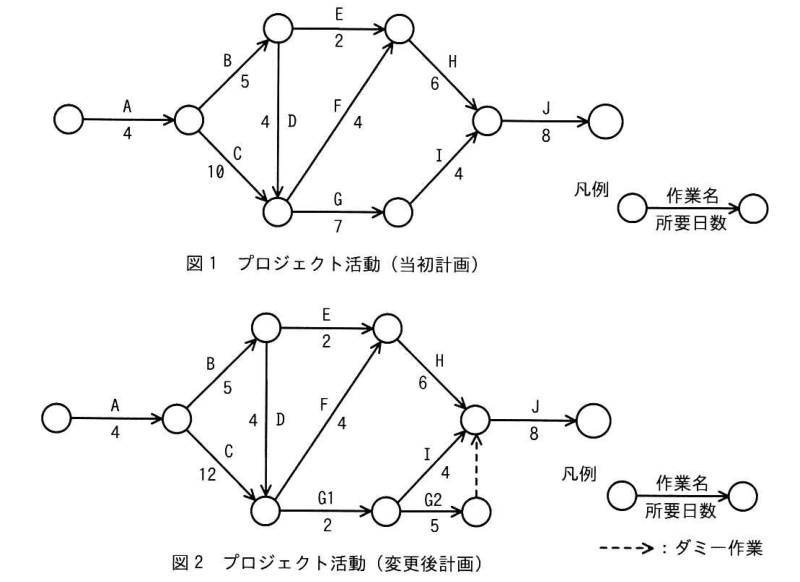 E
2
B
5
H
6
A
4
4
D
F
4
J
8
C
10
I
4
G
7
凡例
作業名
所要日数
図1 プロジェクト活動(当初計画)
E
2
B
5
H
6
A
4
4
D
F
4
J
8
C
12
I
4
G1
2
G2
5
凡例
作業名
所要日数
:ダミー作業
図2 プロジェクト活動(変更後計画)